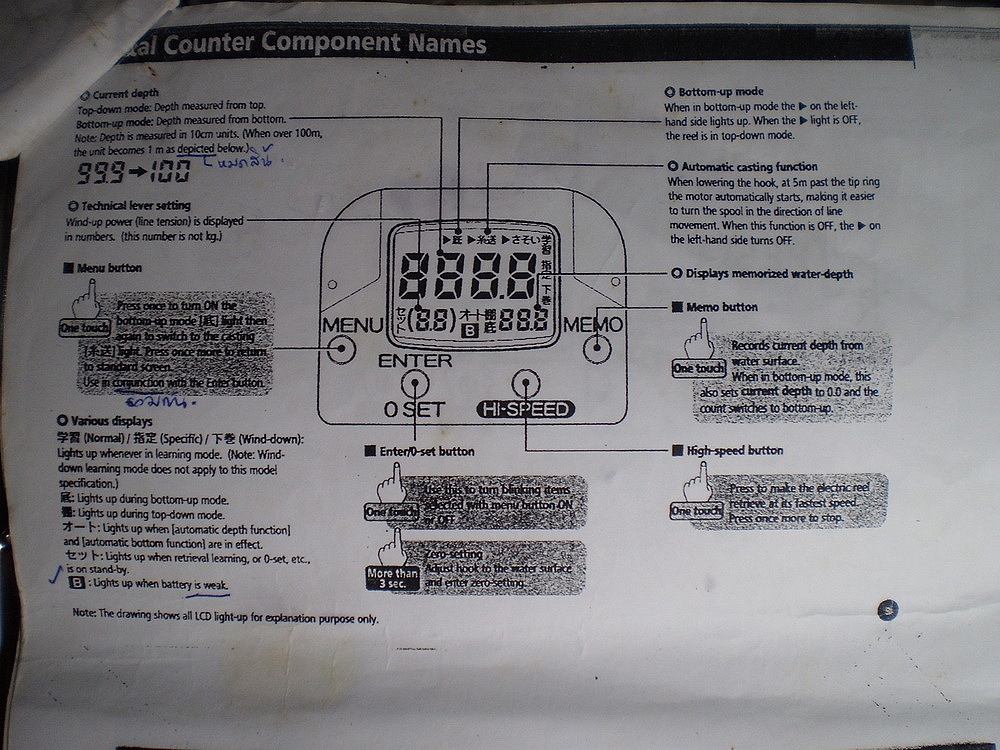 tal Counter Component Names
Current depth
Top-down mode: Depth measured from top.
Bottom-up mode: Depth measured from bottom.
Note: Depth is measured in 10cm units. (When over 100m,
the unit becomes 1 m as depicted below.)
99.9→100
Technical lever setting
Wind-up power (line tension) is displayed
in numbers. (this number is not kg.)
Menu button
One touch
Press once to turn ON the
bottom-up mode [底] light then
again to switch to the casting
[糸送] light. Press once more to return
to standard screen.
Use in conjunction with the Enter button.
Various displays
学習 (Normal) / 指定 (Specific) / 下巻 (Wind-down):
Lights up whenever in learning mode. (Note: Wind-
down learning mode does not apply to this model
specification.)
底: Lights up during bottom-up mode.
棚: Lights up during top-down mode.
オート: Lights up when [automatic depth function]
and [automatic bottom function] are in effect.
セット: Lights up when retrieval learning, or 0-set, etc.,
is on stand-by.
B : Lights up when battery is weak.
Note: The drawing shows all LCD light-up for explanation purpose only.
▶底 ▶糸送 ▶さそい 学習
888.8 指定
下巻
セット (8.8) オート 棚
B 底 88.8
MENU
MEMO
ENTER
0 SET
HI-SPEED
Enter/0-set button
One touch
Use this to turn blinking items
selected with menu button ON
or OFF
More than
3 sec.
Zero-setting
Adjust hook to the water surface
and enter zero-setting.
Bottom-up mode
When in bottom-up mode the ▶ on the left-
hand side lights up. When the ▶ light is OFF,
the reel is in top-down mode.
Automatic casting function
When lowering the hook, at 5m past the tip ring
the motor automatically starts, making it easier
to turn the spool in the direction of line
movement. When this function is OFF, the ▶ on
the left-hand side turns OFF.
Displays memorized water-depth
Memo button
One touch
Records current depth from
water surface.
When in bottom-up mode, this
also sets current depth to 0.0 and the
count switches to bottom-up.
High-speed button
One touch
Press to make the electric reel
retrieve at its fastest speed.
Press once more to stop.